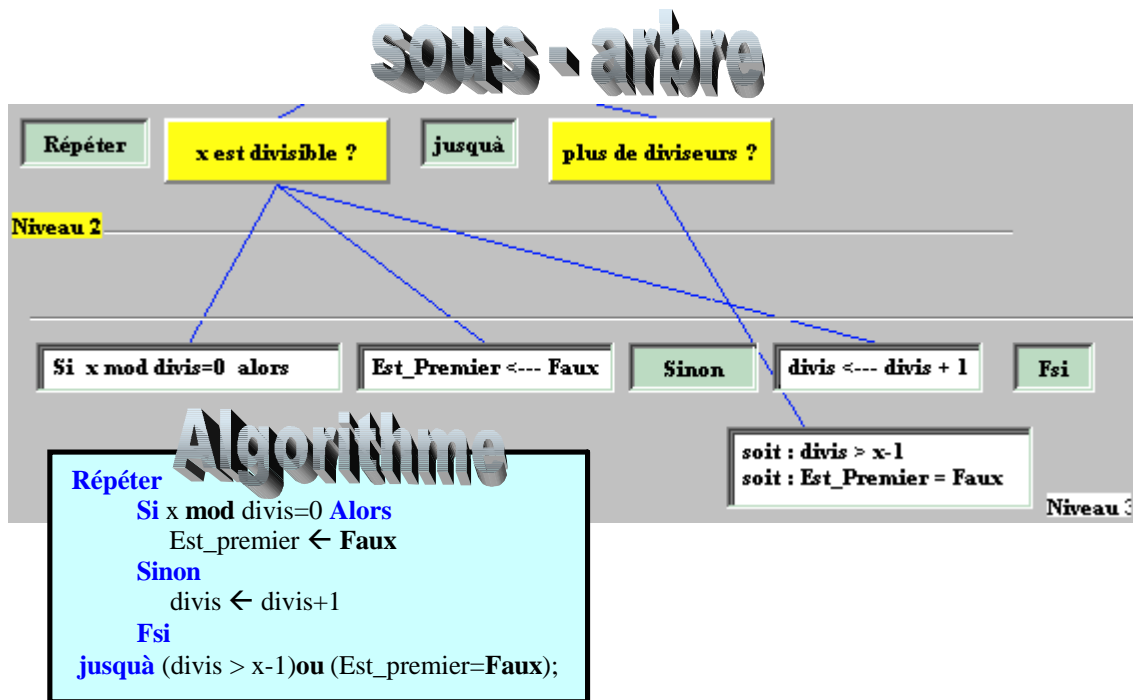 sous - arbre
Répéter x est divisible ? jusquà plus de diviseurs ?
Niveau 2
Si x mod divis=0 alors Est_Premier <--- Faux Sinon divis <--- divis + 1 Fsi
soit : divis > x-1
soit : Est_Premier = Faux
Niveau 3
Algorithme
Répéter
Si x mod divis=0 Alors
Est_premier ← Faux
Sinon
divis ← divis+1
Fsi
jusquà (divis > x-1)ou (Est_premier=Faux);